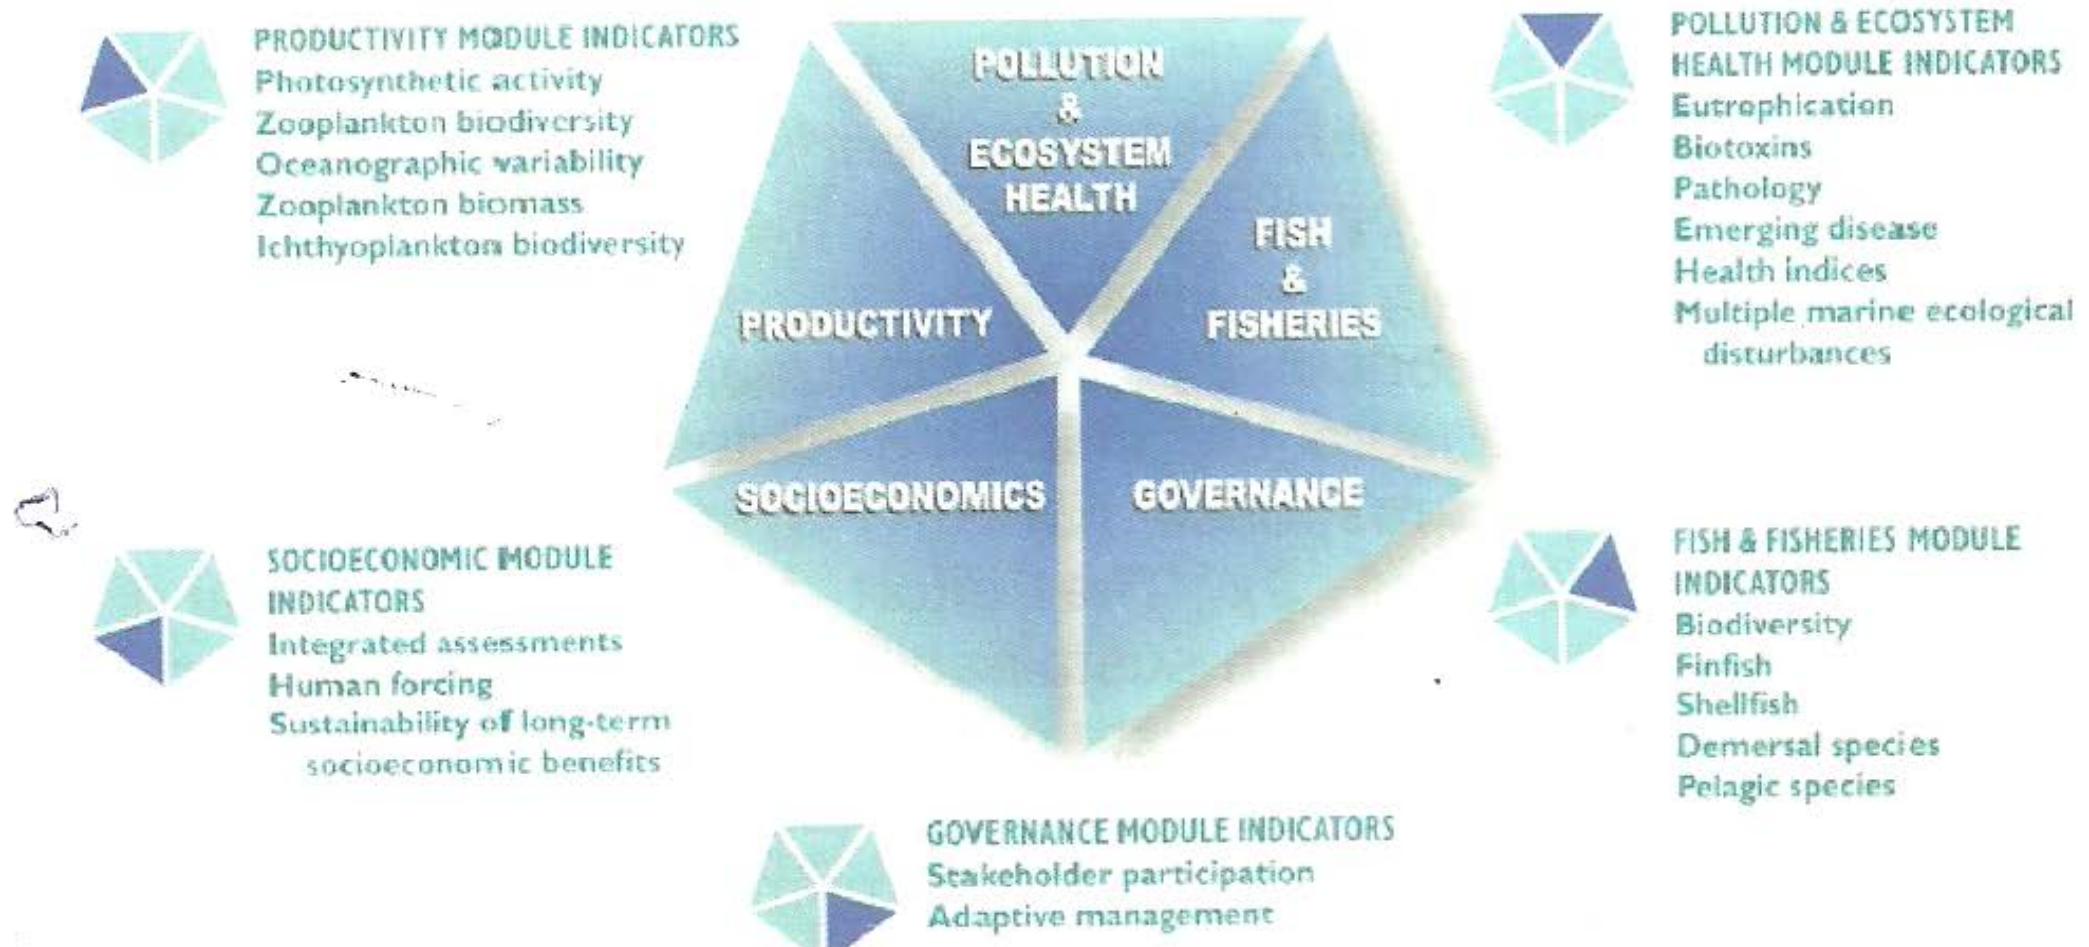 PRODUCTIVITY MODULE INDICATORS
Photosynthetic activity
Zooplankton biodiversity
Oceanographic variability
Zooplankton biomass
Ichthyoplankton biodiversity
POLLUTION
&
ECOSYSTEM
HEALTH
FISH
&
FISHERIES
PRODUCTIVITY
SOCIOECONOMICS
GOVERNANCE
POLLUTION & ECOSYSTEM
HEALTH MODULE INDICATORS
Eutrophication
Biotoxins
Pathology
Emerging disease
Health indices
Multiple marine ecological
disturbances
SOCIOECONOMIC MODULE
INDICATORS
Integrated assessments
Human forcing
Sustainability of long-term
socioeconomic benefits
FISH & FISHERIES MODULE
INDICATORS
Biodiversity
Finfish
Shellfish
Demersal species
Pelagic species
GOVERNANCE MODULE INDICATORS
Stakeholder participation
Adaptive management